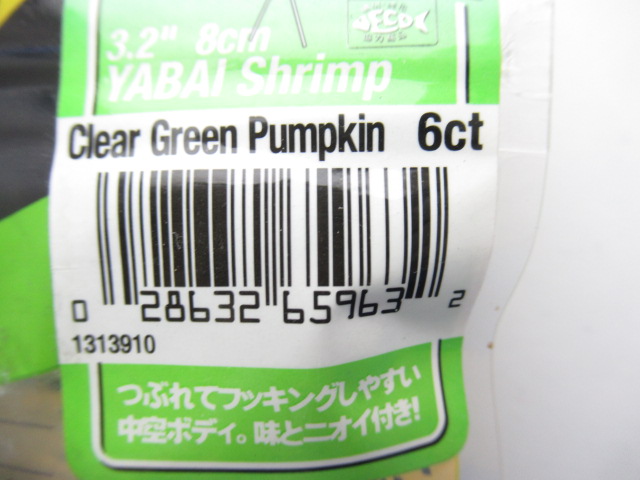 FECO
3.2" 8cm
YABAI Shrimp
Clear Green Pumpkin 6ct
0 28632 65963 2
1313910
つぶれてフッキングしやすい
中空ボディ。味とニオイ付き!